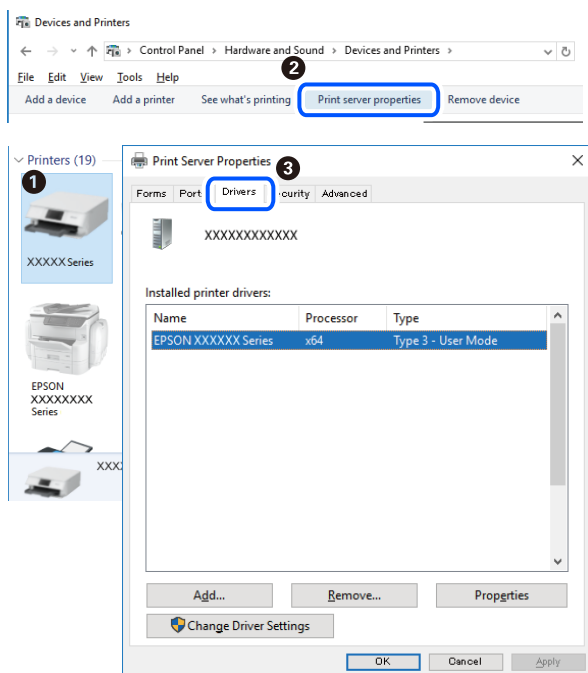 Devices and Printers
Control Panel > Hardware and Sound > Devices and Printers >
2
File Edit View Tools Help
Add a device Add a printer See what's printing Print server properties Remove device
Printers (19)
1
XXXXX Series
EPSON
XXXXXXXX
Series
XXX
Print Server Properties
3
Forms Port Drivers curity Advanced
XXXXXXXXXXXX
Installed printer drivers:
Name Processor Type
EPSON XXXXXX Series x64 Type 3 - User Mode
Add... Remove... Properties
Change Driver Settings
OK Cancel Apply